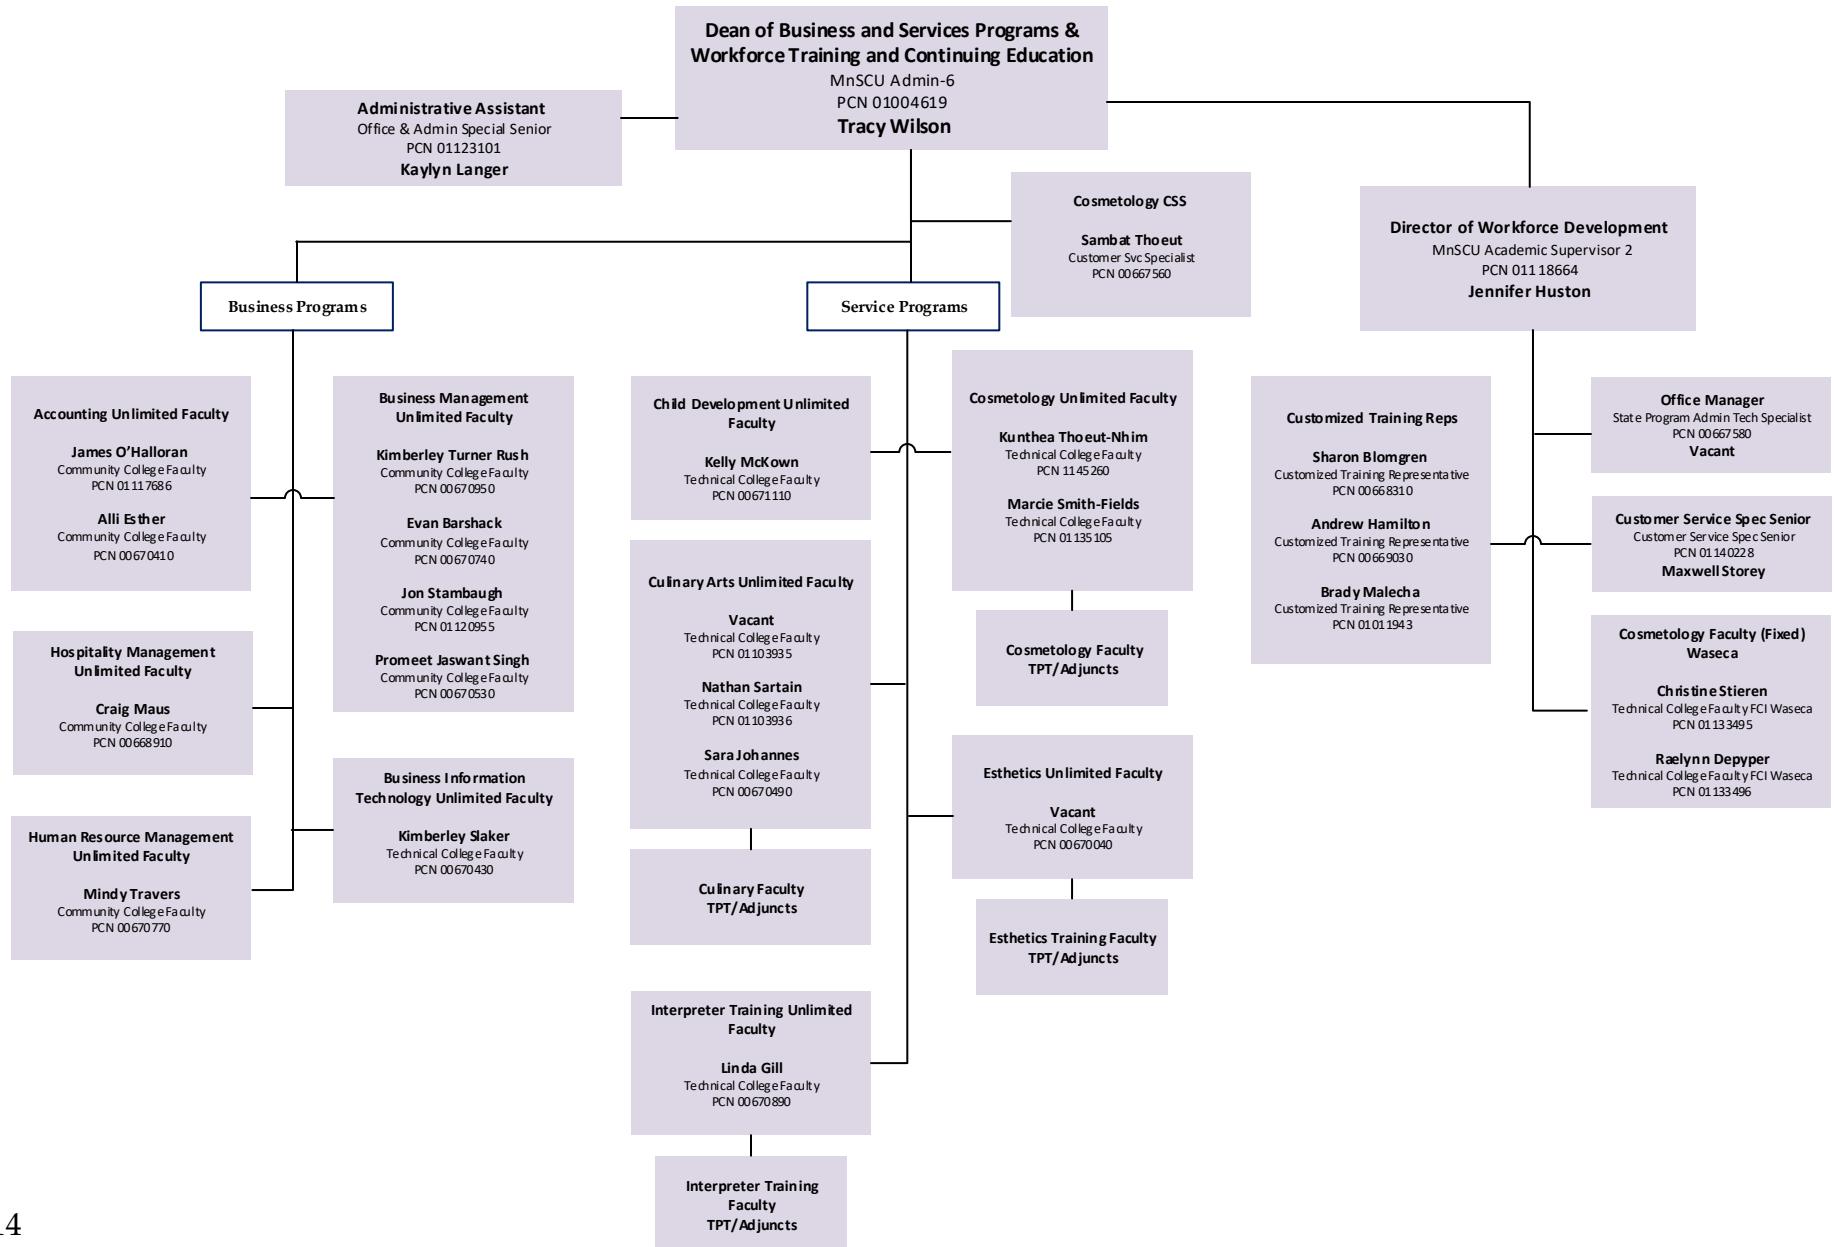 Dean of Business and Services Programs &
Workforce Training and Continuing Education
MnSCU Admin-6
PCN 01004619
Tracy Wilson
Administrative Assistant
Office & Admin Special Senior
PCN 01123101
Kaylyn Langer
Cosmetology CSS
Sambat Thoeut
Customer Svc Specialist
PCN 00667560
Director of Workforce Development
MnSCU Academic Supervisor 2
PCN 01118664
Jennifer Huston
Business Programs
Service Programs
Accounting Unlimited Faculty
James O’Halloran
Community College Faculty
PCN 01117686
Alli Esther
Community College Faculty
PCN 00670410
Business Management
Unlimited Faculty
Kimberley Turner Rush
Community College Faculty
PCN 00670950
Evan Barshack
Community College Faculty
PCN 00670740
Jon Stambaugh
Community College Faculty
PCN 01120955
Promeet Jaswant Singh
Community College Faculty
PCN 00670530
Hospitality Management
Unlimited Faculty
Craig Maus
Community College Faculty
PCN 00668910
Business Information
Technology Unlimited Faculty
Kimberley Slaker
Technical College Faculty
PCN 00670430
Human Resource Management
Unlimited Faculty
Mindy Travers
Community College Faculty
PCN 00670770
Child Development Unlimited
Faculty
Kelly McKown
Technical College Faculty
PCN 00671110
Cosmetology Unlimited Faculty
Kunthea Thoeut-Nhim
Technical College Faculty
PCN 1145260
Marcie Smith-Fields
Technical College Faculty
PCN 01135105
Cosmetology Faculty
TPT/Adjuncts
Culinary Arts Unlimited Faculty
Vacant
Technical College Faculty
PCN 01103935
Nathan Sartain
Technical College Faculty
PCN 01103936
Sara Johannes
Technical College Faculty
PCN 00670490
Culinary Faculty
TPT/Adjuncts
Esthetics Unlimited Faculty
Vacant
Technical College Faculty
PCN 00670040
Esthetics Training Faculty
TPT/Adjuncts
Interpreter Training Unlimited
Faculty
Linda Gill
Technical College Faculty
PCN 00670890
Interpreter Training
Faculty
TPT/Adjuncts
Customized Training Reps
Sharon Blomgren
Customized Training Representative
PCN 00668310
Andrew Hamilton
Customized Training Representative
PCN 00669030
Brady Malecha
Customized Training Representative
PCN 01011943
Office Manager
State Program Admin Tech Specialist
PCN 00667580
Vacant
Customer Service Spec Senior
Customer Service Spec Senior
PCN 01140228
Maxwell Storey
Cosmetology Faculty (Fixed)
Waseca
Christine Stieren
Technical College Faculty FCI Waseca
PCN 01133495
Raelynn Depyper
Technical College Faculty FCI Waseca
PCN 01133496
14